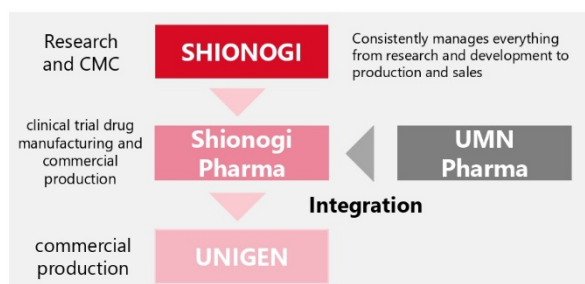 Research
and CMC
SHIONOGI
Consistently manages everything
from research and development to
production and sales
clinical trial drug
manufacturing and
commercial
production
Shionogi
Pharma
UMN
Pharma
Integration
commercial
production
UNIGEN